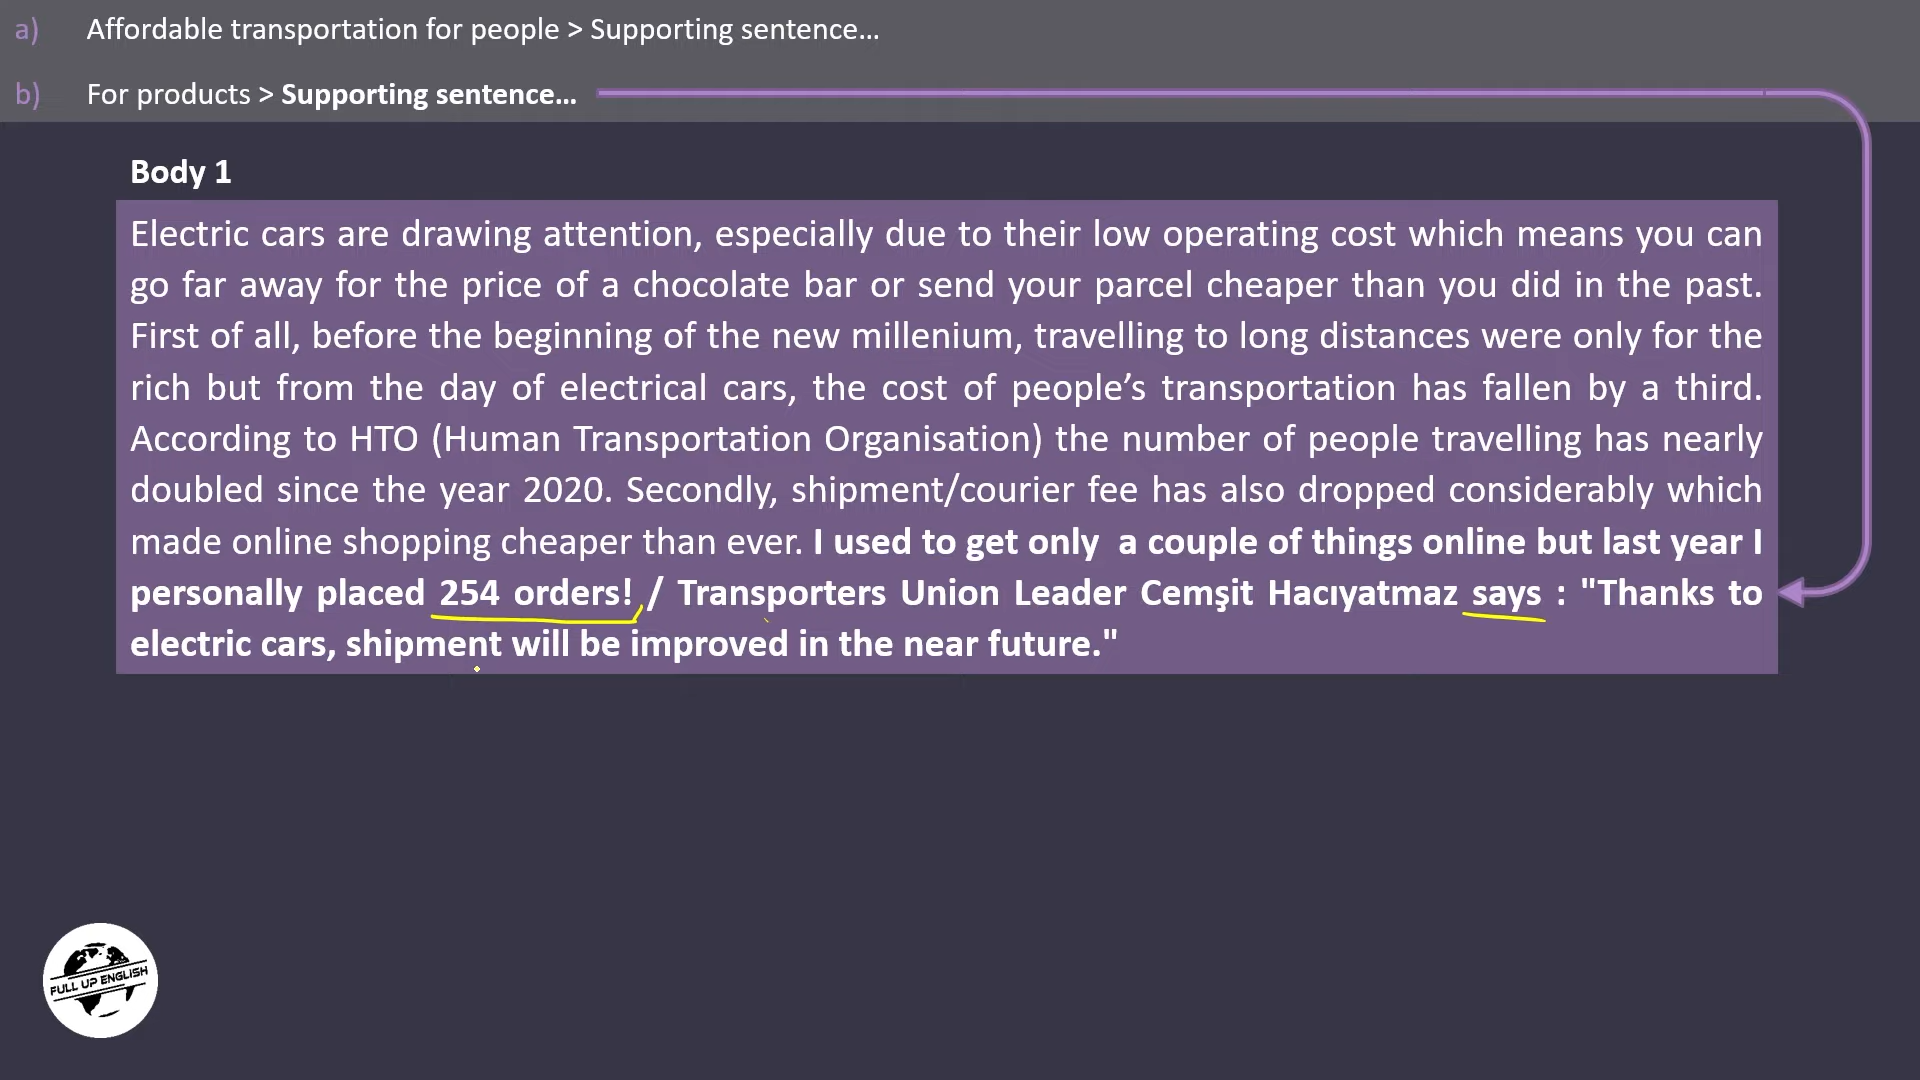 a) Affordable transportation for people > Supporting sentence...
b) For products > Supporting sentence...
Body 1
Electric cars are drawing attention, especially due to their low operating cost which means you can
go far away for the price of a chocolate bar or send your parcel cheaper than you did in the past.
First of all, before the beginning of the new millenium, travelling to long distances were only for the
rich but from the day of electrical cars, the cost of people’s transportation has fallen by a third.
According to HTO (Human Transportation Organisation) the number of people travelling has nearly
doubled since the year 2020. Secondly, shipment/courier fee has also dropped considerably which
made online shopping cheaper than ever. I used to get only  a couple of things online but last year I
personally placed 254 orders! / Transporters Union Leader Cemşit Hacıyatmaz says : "Thanks to
electric cars, shipment will be improved in the near future."
FULL UP ENGLISH